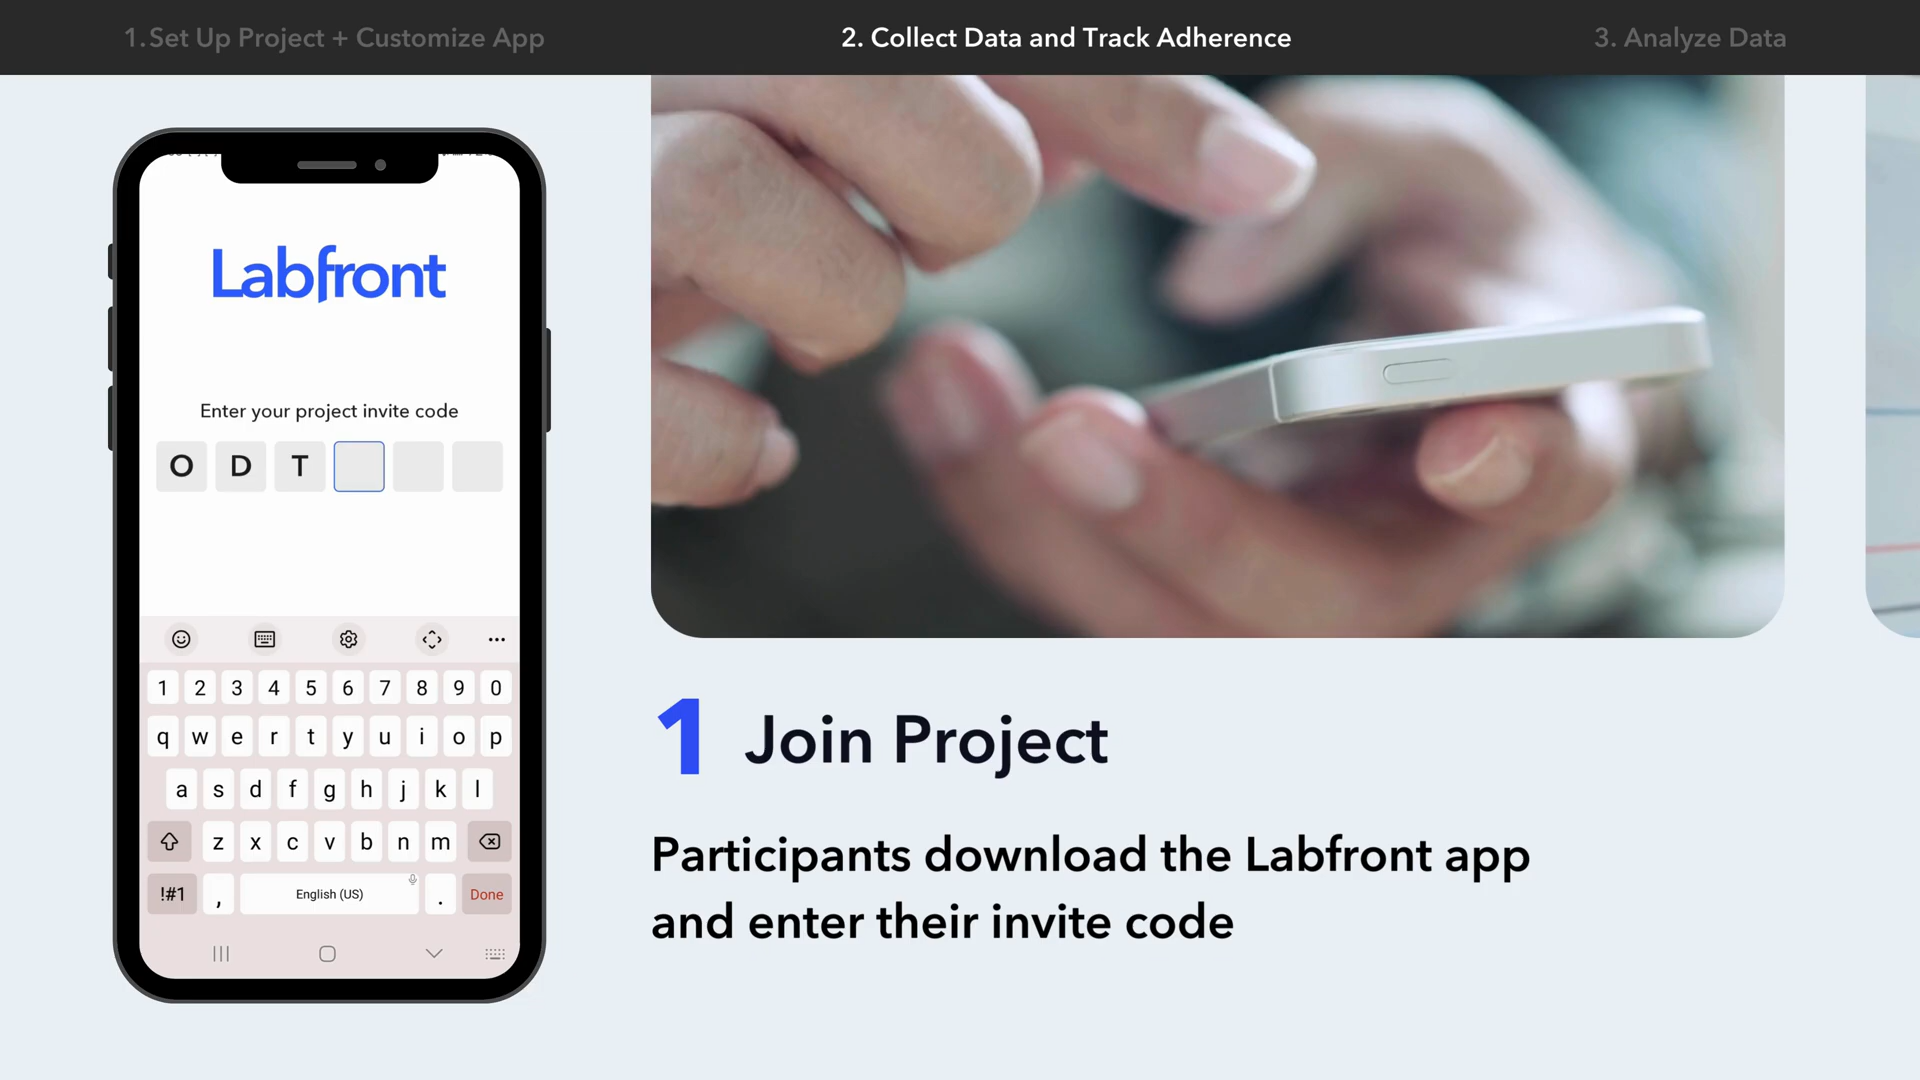 1. Set Up Project + Customize App
2. Collect Data and Track Adherence
3. Analyze Data
Labfront
Enter your project invite code
O D T
1 2 3 4 5 6 7 8 9 0
q w e r t y u i o p
a s d f g h j k l
z x c v b n m
!#1 , English (US) . Done
1 Join Project
Participants download the Labfront app
and enter their invite code